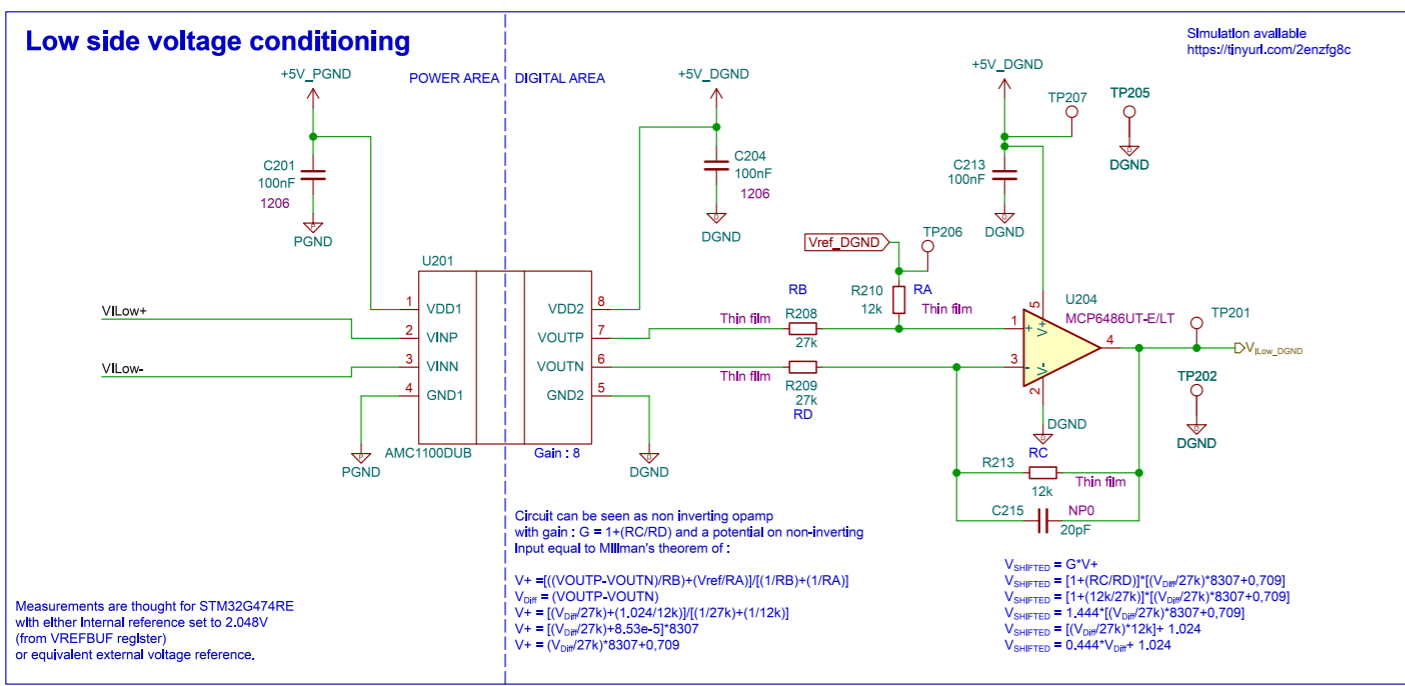 Low side voltage conditioning
Simulation available
https://tinyurl.com/2enzfg8c
+5V_PGND
POWER AREA
DIGITAL AREA
+5V_DGND
+5V_DGND
TP207
TP205
DGND
C201
100nF
1206
PGND
C204
100nF
1206
DGND
C213
100nF
DGND
Vref_DGND
TP206
U201
VDD1
VINP
VINN
GND1
VDD2
VOUTP
VOUTN
GND2
1
2
3
4
8
7
6
5
AMC1100DUB
Gain : 8
VILow+
VILow-
PGND
DGND
RB
Thin film
R208
27k
R210
12k
RA
Thin film
Thin film
R209
27k
RD
U204
MCP6486UT-E/LT
1
3
5
2
4
+
-
V+
V-
DGND
TP201
VILow_DGND
TP202
DGND
RC
R213
Thin film
12k
C215
NP0
20pF
Circuit can be seen as non inverting opamp
with gain : G = 1+(RC/RD) and a potential on non-inverting
Input equal to Millman's theorem of :
V+ =[((VOUTP-VOUTN)/RB)+(Vref/RA)]/[(1/RB)+(1/RA)]
VDiff = (VOUTP-VOUTN)
V+ = [(VDiff/27k)+(1.024/12k)]/[(1/27k)+(1/12k)]
V+ = [(VDiff/27k)+8.53e-5]*8307
V+ = (VDiff/27k)*8307+0,709
VSHIFTED = G*V+
VSHIFTED = [1+(RC/RD)]*[(VDiff/27k)*8307+0,709]
VSHIFTED = [1+(12k/27k)]*[(VDiff/27k)*8307+0,709]
VSHIFTED = 1.444*[(VDiff/27k)*8307+0,709]
VSHIFTED = [(VDiff/27k)*12k]+ 1.024
VSHIFTED = 0.444*VDiff+ 1.024
Measurements are thought for STM32G474RE
with either Internal reference set to 2.048V
(from VREFBUF register)
or equivalent external voltage reference.